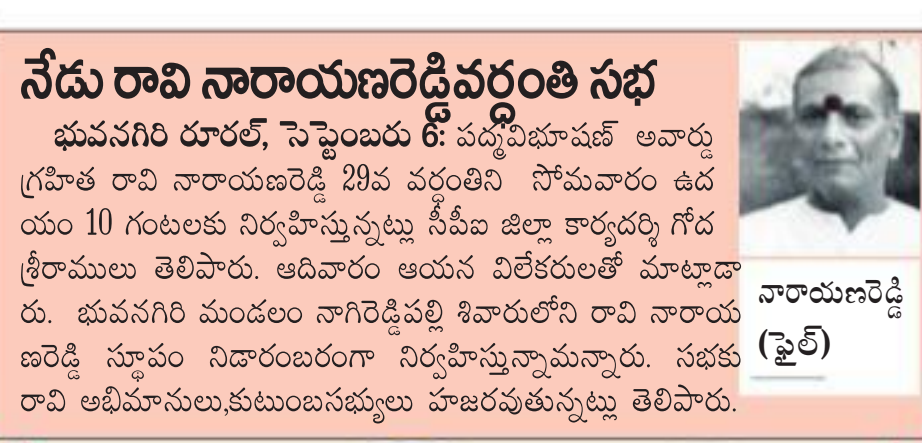 నేడు రావి నారాయణరెడ్డివర్ధంతి సభ
భువనగిరి రూరల్, సెప్టెంబరు 6: పద్మవిభూషణ్ అవార్డు
గ్రహిత రావి నారాయణరెడ్డి 29వ వర్ధంతిని సోమవారం ఉద
యం 10 గంటలకు నిర్వహిస్తున్నట్లు సీపీఐ జిల్లా కార్యదర్శి గోద
శ్రీరాములు తెలిపారు. ఆదివారం ఆయన విలేకరులతో మాట్లాడా
రు. భువనగిరి మండలం నాగిరెడ్డిపల్లి శివారులోని రావి నారాయ
ణరెడ్డి స్థూపం నిడారంబరంగా నిర్వహిస్తున్నామన్నారు. సభకు
రావి అభిమానులు,కుటుంబసభ్యులు హజరవుతున్నట్లు తెలిపారు.
నారాయణరెడ్డి
(ఫైల్)